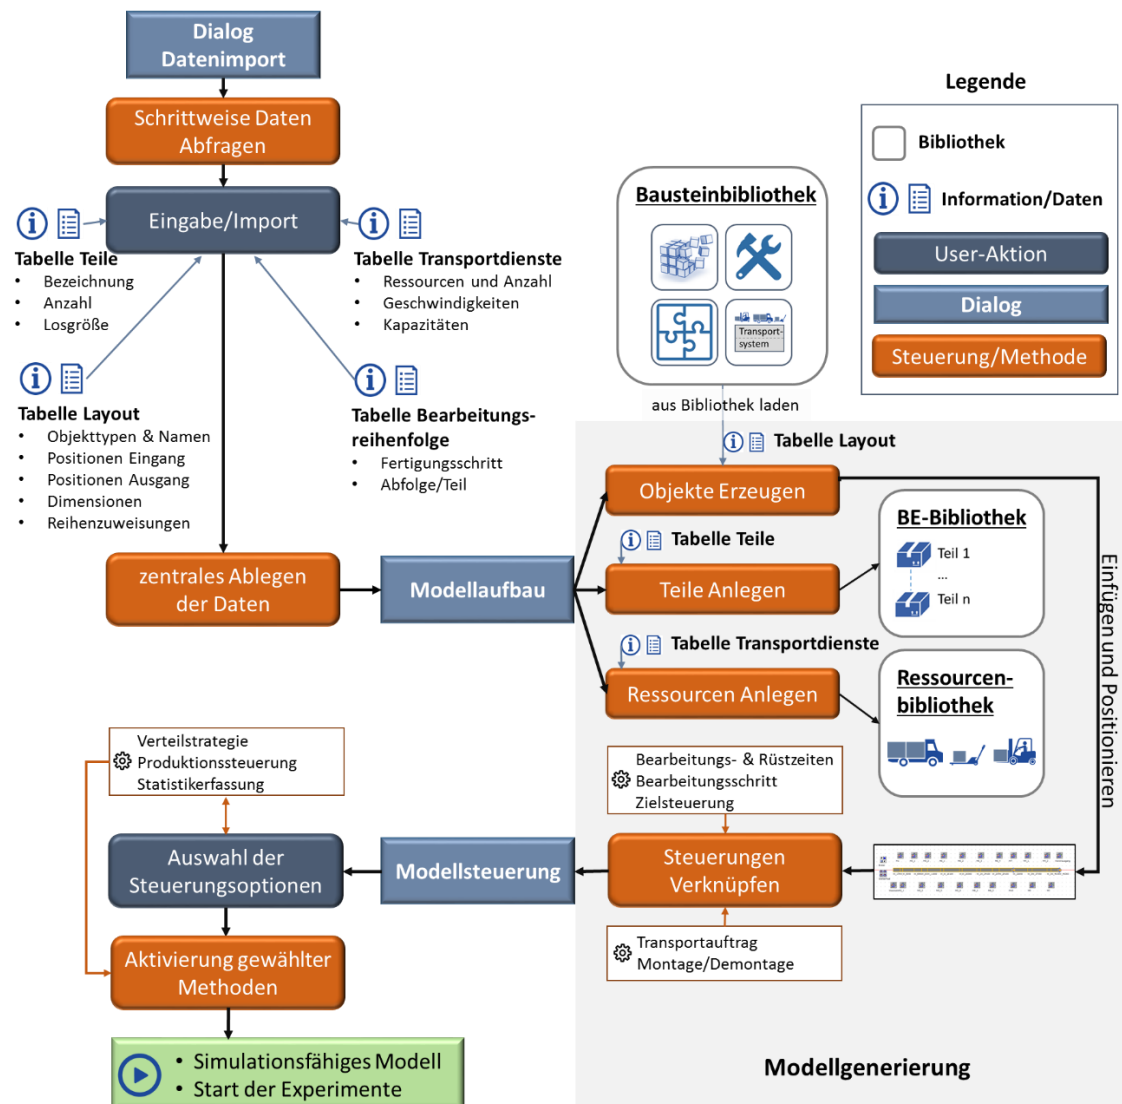 Dialog
Datenimport
Schrittweise Daten
Abfragen
Eingabe/Import
Tabelle Teile
• Bezeichnung
• Anzahl
• Losgröße
Tabelle Transportdienste
• Ressourcen und Anzahl
• Geschwindigkeiten
• Kapazitäten
Tabelle Layout
• Objekttypen & Namen
• Positionen Eingang
• Positionen Ausgang
• Dimensionen
• Reihenzuweisungen
Tabelle Bearbeitungs-
reihenfolge
• Fertigungsschritt
• Abfolge/Teil
zentrales Ablegen
der Daten
Modellaufbau
Bausteinbibliothek
Transport-
system
aus Bibliothek laden
Legende
Bibliothek
Information/Daten
User-Aktion
Dialog
Steuerung/Methode
Tabelle Layout
Objekte Erzeugen
Tabelle Teile
Teile Anlegen
Tabelle Transportdienste
Ressourcen Anlegen
BE-Bibliothek
Teil 1
...
Teil n
Ressourcen-
bibliothek
Einfügen und Positionieren
Bearbeitungs- & Rüstzeiten
Bearbeitungsschritt
Zielsteuerung
Steuerungen
Verknüpfen
Transportauftrag
Montage/Demontage
Modellsteuerung
Verteilstrategie
Produktionssteuerung
Statistikerfassung
Auswahl der
Steuerungsoptionen
Aktivierung gewählter
Methoden
• Simulationsfähiges Modell
• Start der Experimente
Modellgenerierung